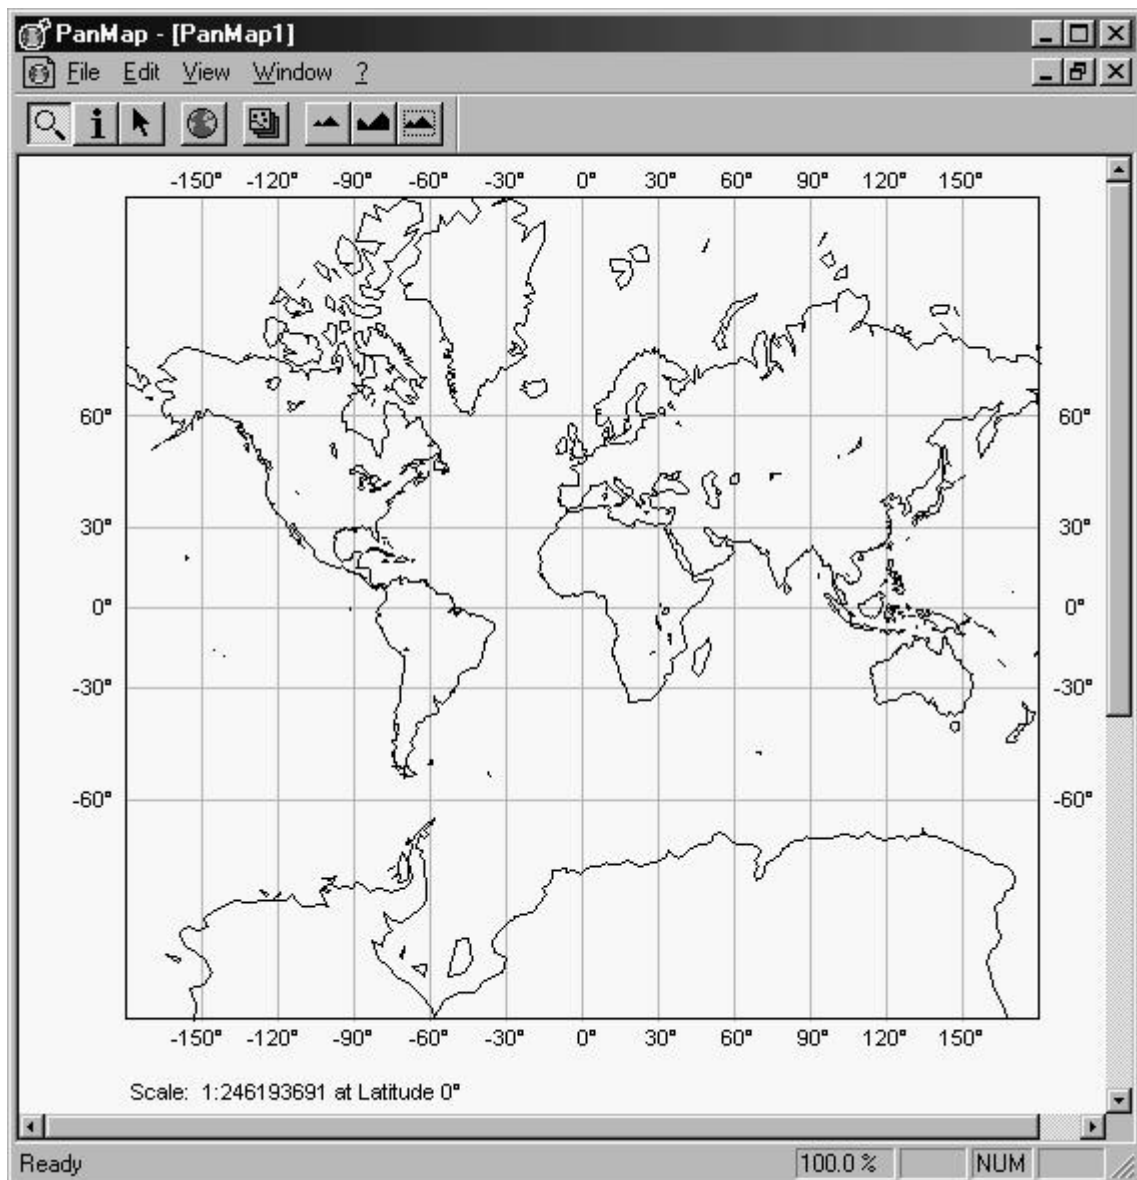 PanMap - [PanMap1]
File Edit View Window ?
-150° -120° -90° -60° -30° 0° 30° 60° 90° 120° 150°
60° 60°
30° 30°
0° 0°
-30° -30°
-60° -60°
-150° -120° -90° -60° -30° 0° 30° 60° 90° 120° 150°
Scale: 1:246193691 at Latitude 0°
Ready 100.0 % NUM